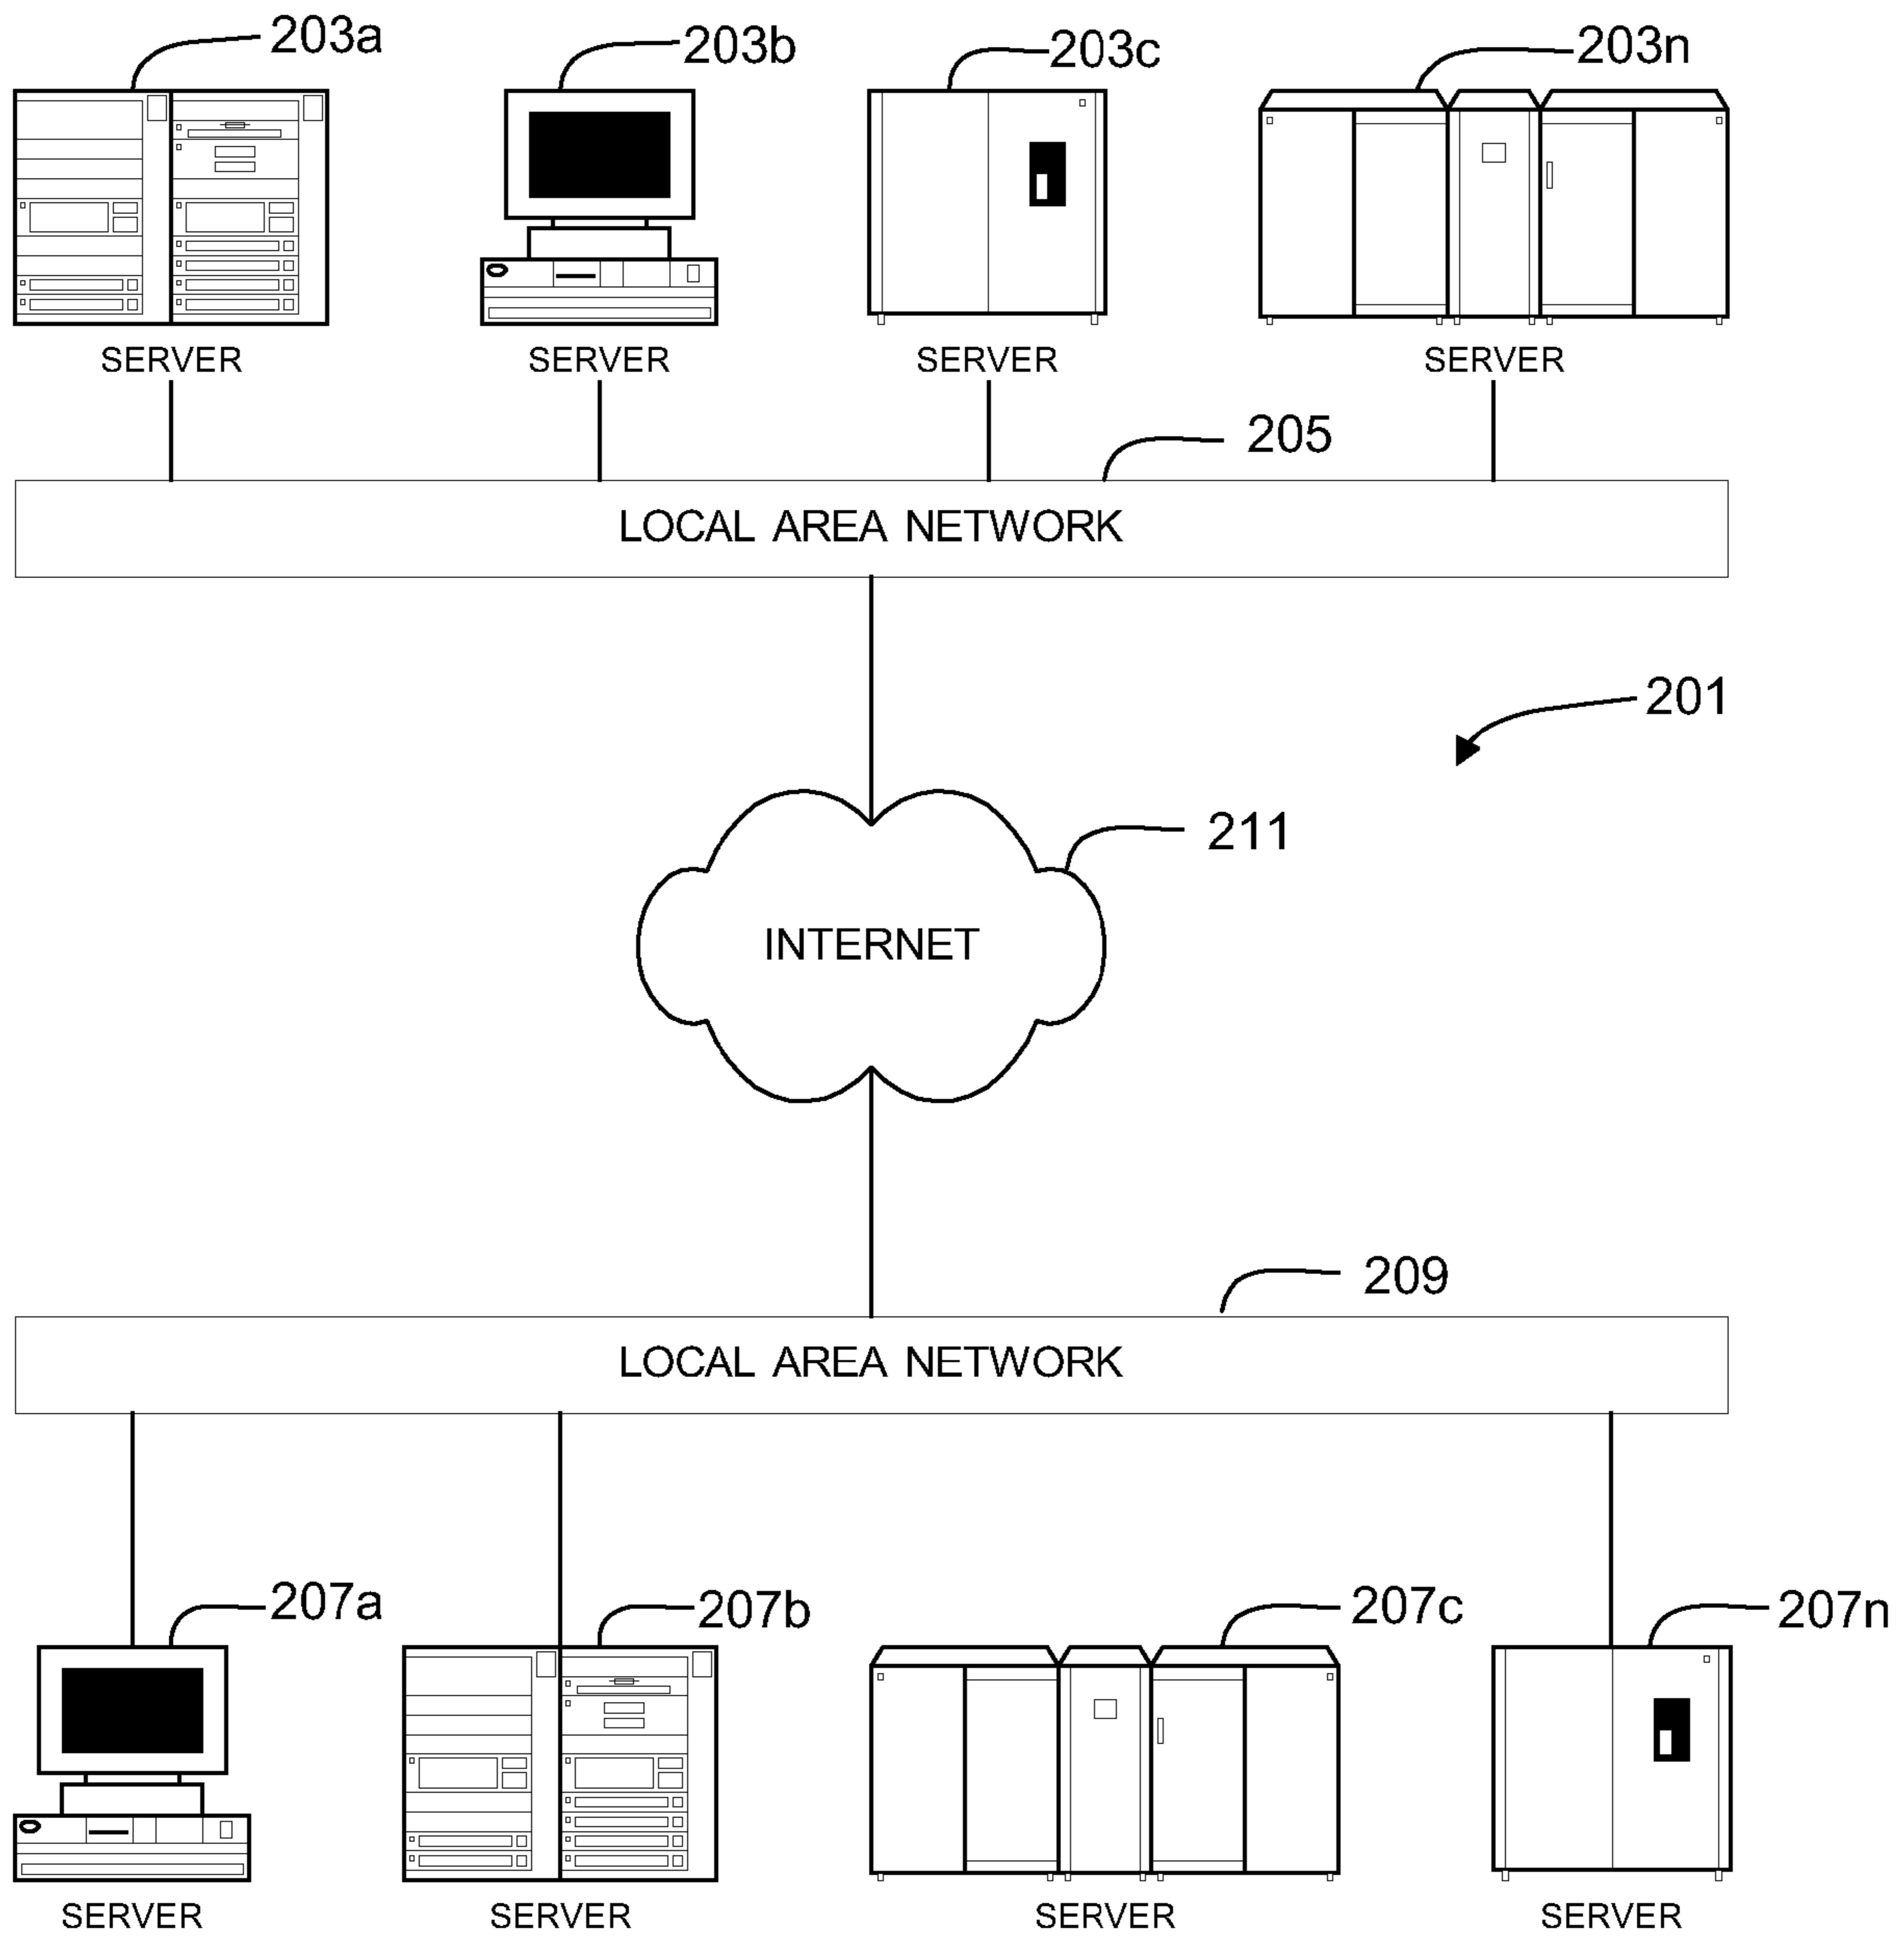 203a 203b 203c 203n
SERVER SERVER SERVER SERVER
205
LOCAL AREA NETWORK
201
211
INTERNET
209
LOCAL AREA NETWORK
207a 207b 207c 207n
SERVER SERVER SERVER SERVER